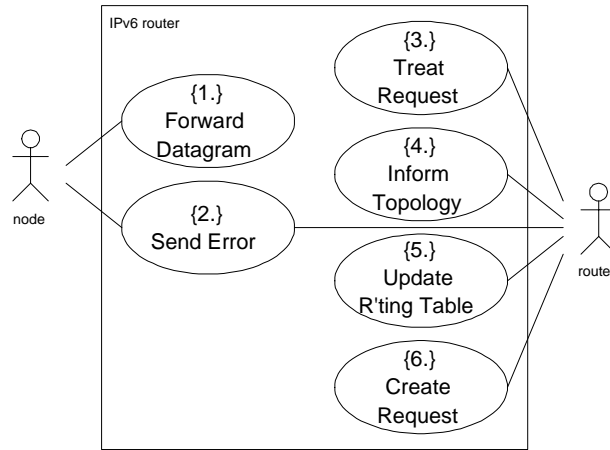 IPv6 router
{1.}
Forward
Datagram
{2.}
Send Error
{3.}
Treat
Request
{4.}
Inform
Topology
{5.}
Update
R'ting Table
{6.}
Create
Request
node
route